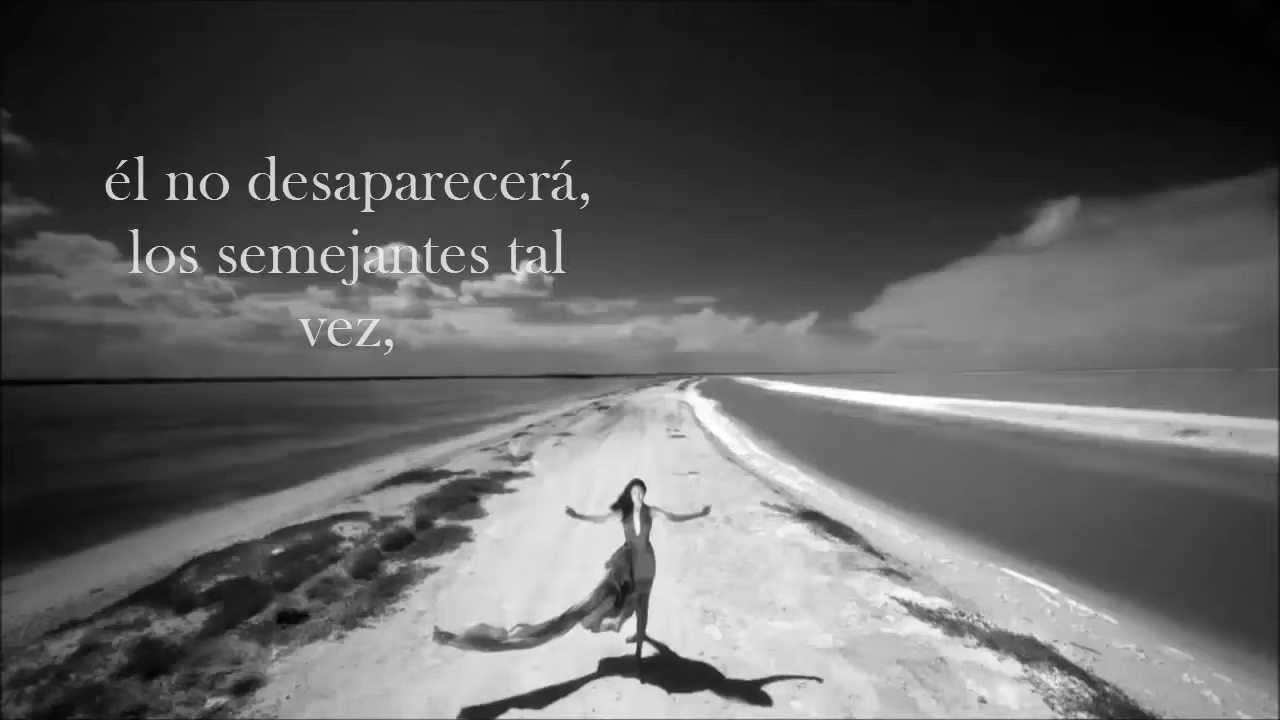 él no desaparecerá,
los semejantes tal
vez,